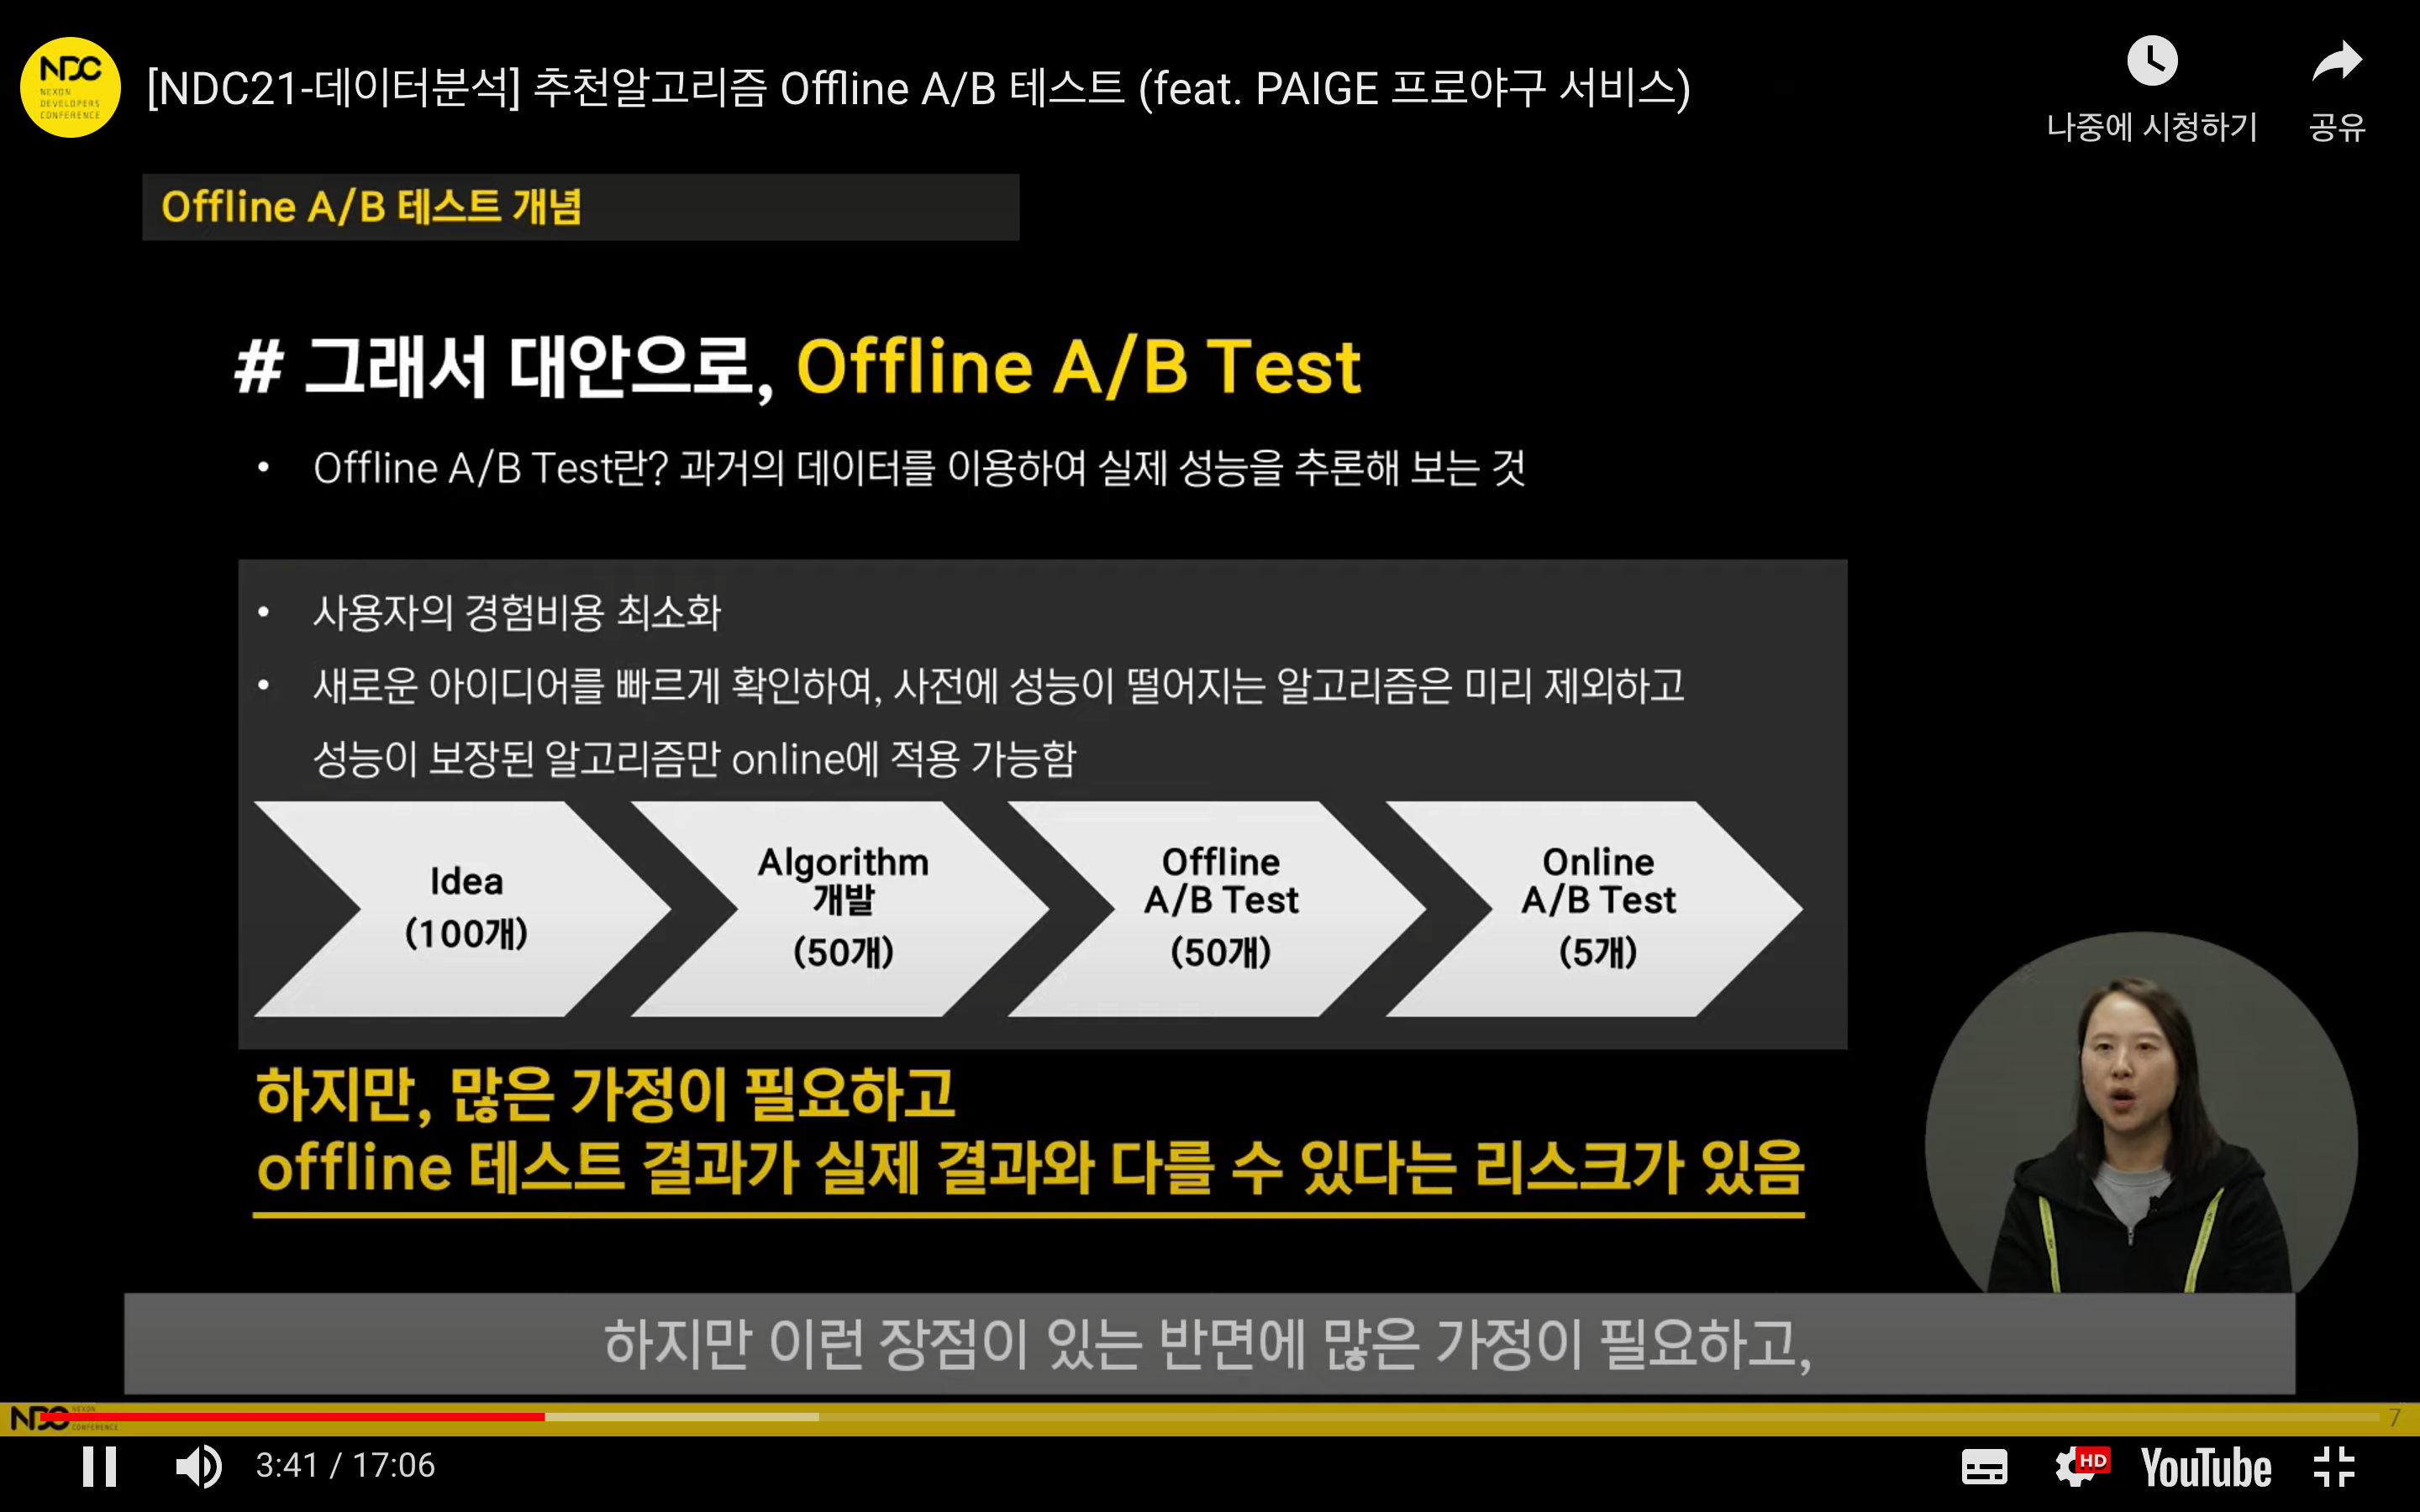 NDC
NEXON
DEVELOPERS
CONFERENCE
[NDC21-데이터분석] 추천알고리즘 Offline A/B 테스트 (feat. PAIGE 프로야구 서비스)
나중에 시청하기
공유
Offline A/B 테스트 개념
# 그래서 대안으로, Offline A/B Test
• Offline A/B Test란? 과거의 데이터를 이용하여 실제 성능을 추론해 보는 것
• 사용자의 경험비용 최소화
• 새로운 아이디어를 빠르게 확인하여, 사전에 성능이 떨어지는 알고리즘은 미리 제외하고
성능이 보장된 알고리즘만 online에 적용 가능함
Idea
(100개)
Algorithm
개발
(50개)
Offline
A/B Test
(50개)
Online
A/B Test
(5개)
하지만, 많은 가정이 필요하고
offline 테스트 결과가 실제 결과와 다를 수 있다는 리스크가 있음
하지만 이런 장점이 있는 반면에 많은 가정이 필요하고,
NDC
NEXON
CONFERENCE
7
3:41 / 17:06
HD
YouTube